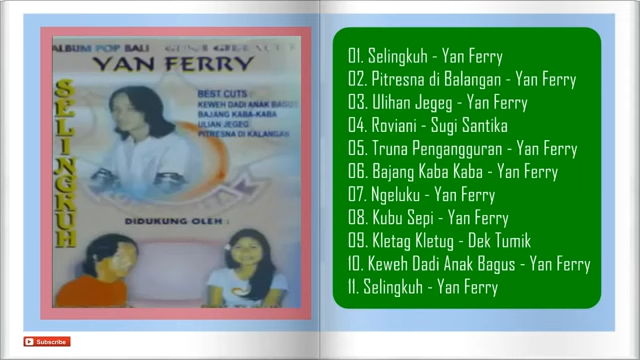 ALBUM POP BALI
YAN FERRY
SELINGKUH
BEST CUTS :
KEWEH DADI ANAK BAGUS
BAJANG KABA-KABA
ULIAN JEGEG
PITRESNA DI KALANGAN
DIDUKUNG OLEH :
01. Selingkuh - Yan Ferry
02. Pitresna di Balangan - Yan Ferry
03. Ulihan Jegeg - Yan Ferry
04. Roviani - Sugi Santika
05. Truna Pengangguran - Yan Ferry
06. Bajang Kaba Kaba - Yan Ferry
07. Ngeluku - Yan Ferry
08. Kubu Sepi - Yan Ferry
09. Kletag Kletug - Dek Tumik
10. Keweh Dadi Anak Bagus - Yan Ferry
11. Selingkuh - Yan Ferry
Subscribe